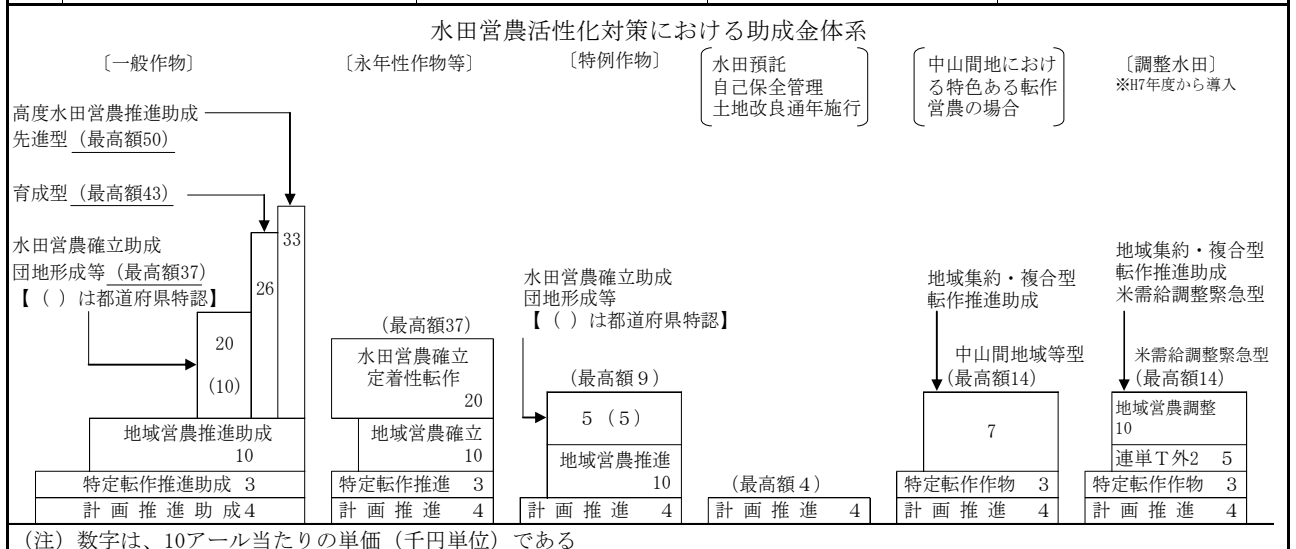 水田営農活性化対策における助成金体系
〔一般作物〕
〔永年性作物等〕
〔特例作物〕
水田預託
自己保全管理
土地改良通年施行
中山間地におけ
る特色ある転作
営農の場合
〔調整水田〕
※H7年度から導入
高度水田営農推進助成
先進型(最高額50)
育成型(最高額43)
水田営農確立助成
団地形成等(最高額37)
【( )は都道府県特認】
33
26
20
(10)
地域営農推進助成
10
特定転作推進助成 3
計画推進助成4
(最高額37)
水田営農確立
定着性転作
20
地域営農確立
10
特定転作推進 3
計画推進 4
水田営農確立助成
団地形成等
【( )は都道府県特認】
(最高額9)
5(5)
地域営農推進
10
計画推進 4
(最高額4)
計画推進 4
地域集約・複合型
転作推進助成
中山間地域等型
(最高額14)
7
特定転作作物 3
計画推進 4
地域集約・複合型
転作推進助成
米需給調整緊急型
米需給調整緊急型
(最高額14)
地域営農調整
10
連単T外2 5
特定転作作物 3
計画推進 4
(注)数字は、10アール当たりの単価(千円単位)である